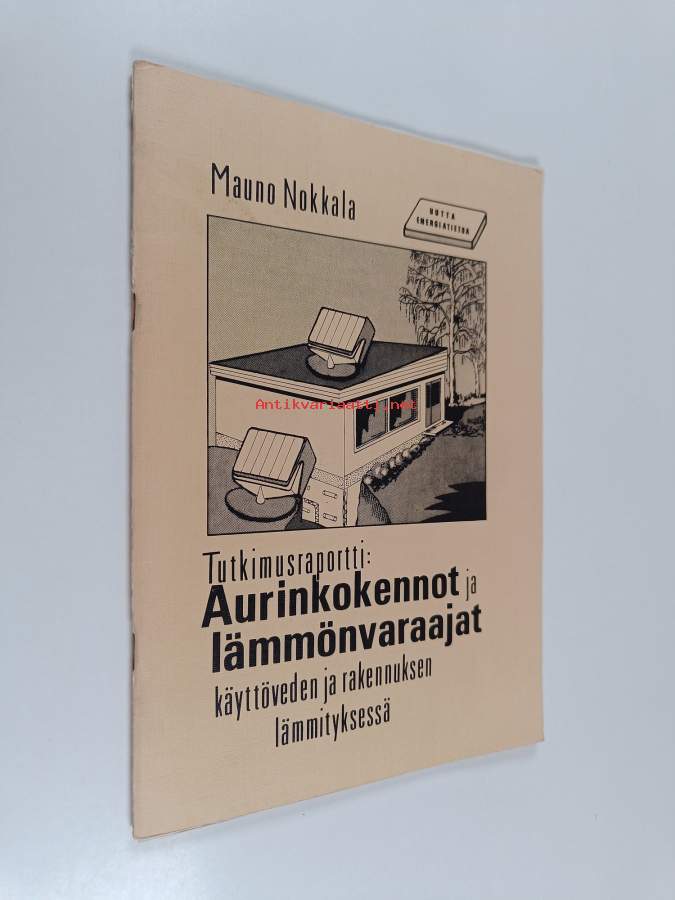 Mauno Nokkala
UUTTA
ENERGIATIETOA
Antikvariaatti.net
Tutkimusraportti:
Aurinkokennot ja
lämmönvaraajat
käyttöveden ja rakennuksen
lämmityksessä